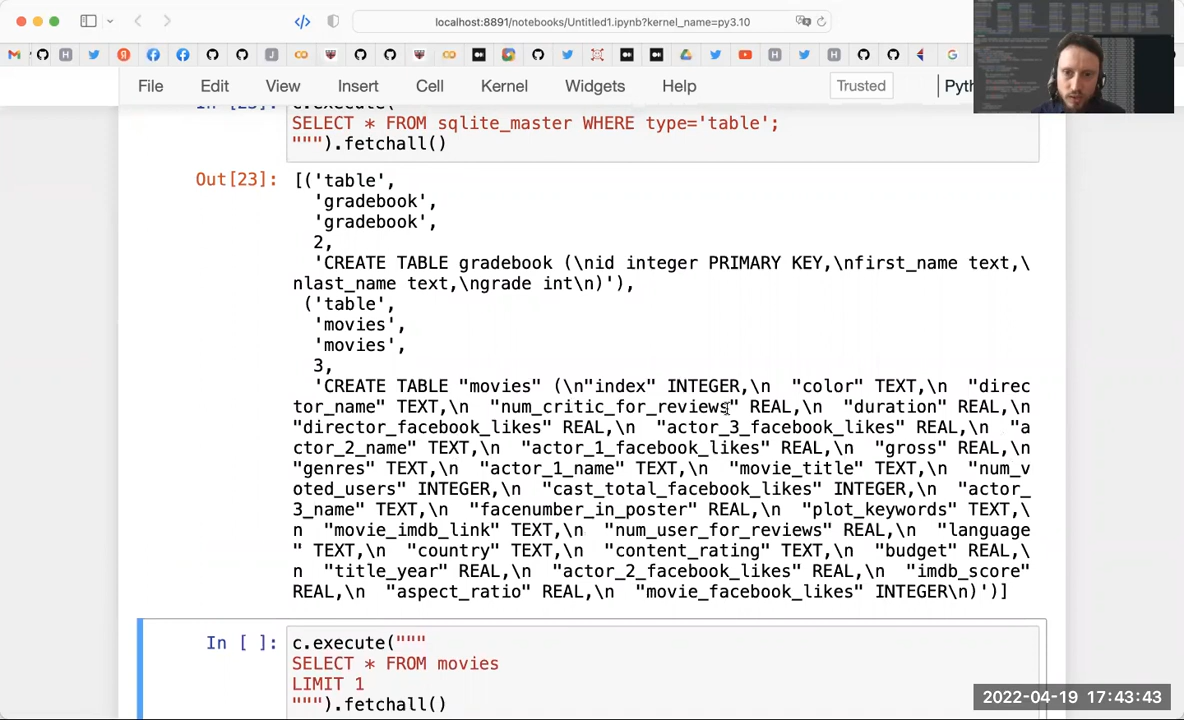 localhost:8891/notebooks/Untitled1.ipynb?kernel_name=py3.10
File Edit View Insert Cell Kernel Widgets Help Trusted Pyth
In [23]: c.execute("""
SELECT * FROM sqlite_master WHERE type='table';
""").fetchall()
Out[23]: [('table',
'gradebook',
'gradebook',
2,
'CREATE TABLE gradebook (\nid integer PRIMARY KEY,\nfirst_name text,\
nlast_name text,\ngrade int\n)'),
('table',
'movies',
'movies',
3,
'CREATE TABLE "movies" (\n"index" INTEGER,\n  "color" TEXT,\n  "direc
tor_name" TEXT,\n  "num_critic_for_reviews" REAL,\n  "duration" REAL,\n
"director_facebook_likes" REAL,\n  "actor_3_facebook_likes" REAL,\n  "a
ctor_2_name" TEXT,\n  "actor_1_facebook_likes" REAL,\n  "gross" REAL,\n
"genres" TEXT,\n  "actor_1_name" TEXT,\n  "movie_title" TEXT,\n  "num_v
oted_users" INTEGER,\n  "cast_total_facebook_likes" INTEGER,\n  "actor_
3_name" TEXT,\n  "facenumber_in_poster" REAL,\n  "plot_keywords" TEXT,\
n  "movie_imdb_link" TEXT,\n  "num_user_for_reviews" REAL,\n  "language
" TEXT,\n  "country" TEXT,\n  "content_rating" TEXT,\n  "budget" REAL,\
n  "title_year" REAL,\n  "actor_2_facebook_likes" REAL,\n  "imdb_score"
REAL,\n  "aspect_ratio" REAL,\n  "movie_facebook_likes" INTEGER\n)')]
In [ ]: c.execute("""
SELECT * FROM movies
LIMIT 1
""").fetchall()
2022-04-19 17:43:43